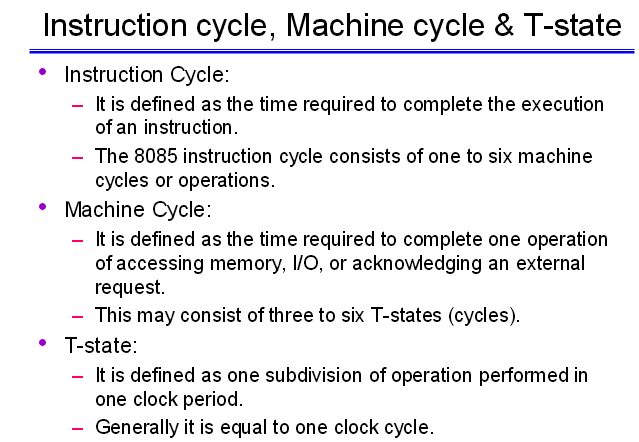 Instruction cycle, Machine cycle & T-state
• Instruction Cycle:
– It is defined as the time required to complete the execution
of an instruction.
– The 8085 instruction cycle consists of one to six machine
cycles or operations.
• Machine Cycle:
– It is defined as the time required to complete one operation
of accessing memory, I/O, or acknowledging an external
request.
– This may consist of three to six T-states (cycles).
• T-state:
– It is defined as one subdivision of operation performed in
one clock period.
– Generally it is equal to one clock cycle.